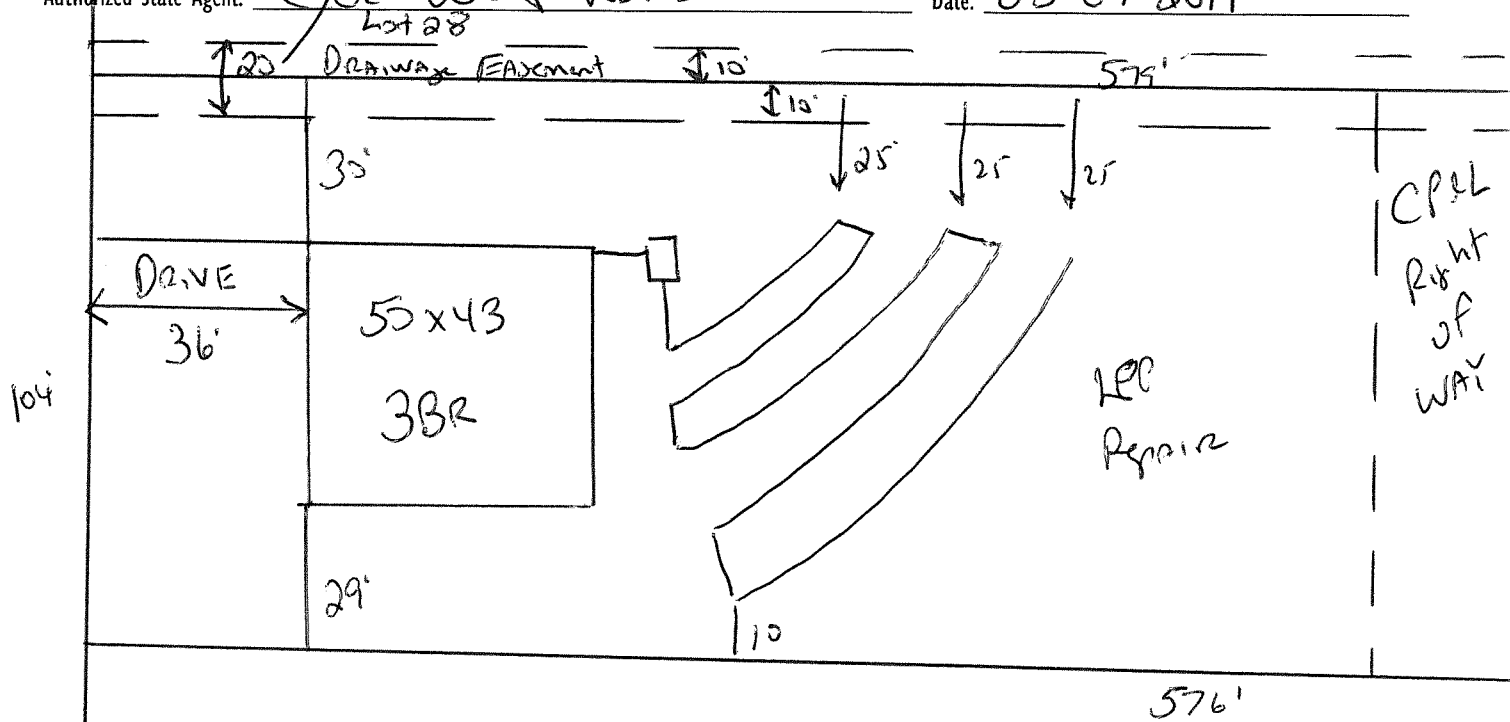 Authorized State Agent:
Date:
Lot 28
20'
Drainage Easement
10'
579'
10'
30'
25'
25
25
CP&L
Right
of
WAY
DRIVE
36'
55x43
3BR
104'
Repair
29'
10
576'